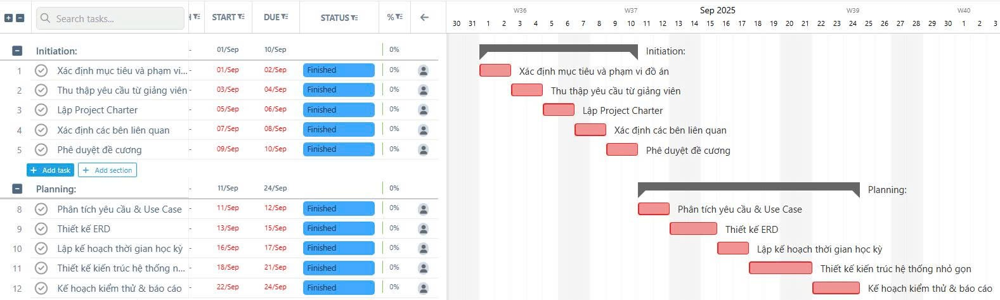 W36 W37 Sep 2025 W39 W40
Search tasks... START DUE STATUS % 30 31 1 2 3 4 5 6 7 8 9 10 11 12 13 14 15 16 17 18 19 20 21 22 23 24 25 26 27 28 29 30 1 2 3
Initiation: - 01/Sep 10/Sep 0% Initiation:
1 Xác định mục tiêu và phạm vi... - 01/Sep 02/Sep Finished 0% Xác định mục tiêu và phạm vi đồ án
2 Thu thập yêu cầu từ giảng viên - 03/Sep 04/Sep Finished 0% Thu thập yêu cầu từ giảng viên
3 Lập Project Charter - 05/Sep 06/Sep Finished 0% Lập Project Charter
4 Xác định các bên liên quan - 07/Sep 08/Sep Finished 0% Xác định các bên liên quan
5 Phê duyệt đề cương - 09/Sep 10/Sep Finished 0% Phê duyệt đề cương
+ Add task + Add section
Planning: - 11/Sep 24/Sep 0% Planning:
8 Phân tích yêu cầu & Use Case - 11/Sep 12/Sep Finished 0% Phân tích yêu cầu & Use Case
9 Thiết kế ERD - 13/Sep 15/Sep Finished 0% Thiết kế ERD
10 Lập kế hoạch thời gian học kỳ - 16/Sep 17/Sep Finished 0% Lập kế hoạch thời gian học kỳ
11 Thiết kế kiến trúc hệ thống n... - 18/Sep 21/Sep Finished 0% Thiết kế kiến trúc hệ thống nhỏ gọn
12 Kế hoạch kiểm thử & báo cáo - 22/Sep 24/Sep Finished 0% Kế hoạch kiểm thử & báo cáo